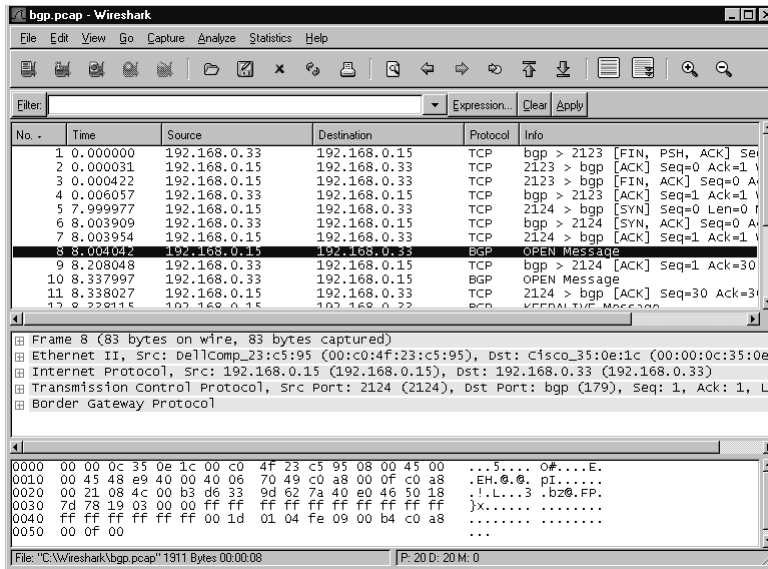 bgp.pcap - Wireshark
File Edit View Go Capture Analyze Statistics Help
Filter: Expression... Clear Apply
No. Time Source Destination Protocol Info
1 0.000000 192.168.0.33 192.168.0.15 TCP bgp > 2123 [FIN, PSH, ACK] Se
2 0.000031 192.168.0.15 192.168.0.33 TCP 2123 > bgp [ACK] Seq=0 Ack=1
3 0.000422 192.168.0.15 192.168.0.33 TCP 2123 > bgp [FIN, ACK] Seq=0 A
4 0.006057 192.168.0.33 192.168.0.15 TCP bgp > 2123 [ACK] Seq=1 Ack=1
5 7.999977 192.168.0.15 192.168.0.33 TCP 2124 > bgp [SYN] Seq=0 Len=0
6 8.003909 192.168.0.33 192.168.0.15 TCP bgp > 2124 [SYN, ACK] Seq=0 A
7 8.003954 192.168.0.15 192.168.0.33 TCP 2124 > bgp [ACK] Seq=1 Ack=1
8 8.004042 192.168.0.15 192.168.0.33 BGP OPEN Message
9 8.208048 192.168.0.33 192.168.0.15 TCP bgp > 2124 [ACK] Seq=1 Ack=30
10 8.337997 192.168.0.33 192.168.0.15 BGP OPEN Message
11 8.338027 192.168.0.15 192.168.0.33 TCP 2124 > bgp [ACK] Seq=30 Ack=3
12 8.338115 192.168.0.15 192.168.0.33 BGP KEEPALIVE Message
Frame 8 (83 bytes on wire, 83 bytes captured)
Ethernet II, Src: DellComp_23:c5:95 (00:c0:4f:23:c5:95), Dst: Cisco_35:0e:1c (00:00:0c:35:0e
Internet Protocol, Src: 192.168.0.15 (192.168.0.15), Dst: 192.168.0.33 (192.168.0.33)
Transmission Control Protocol, Src Port: 2124 (2124), Dst Port: bgp (179), Seq: 1, Ack: 1, L
Border Gateway Protocol
0000 00 00 0c 35 0e 1c 00 c0 4f 23 c5 95 08 00 45 00 ...5.... O#....E.
0010 00 45 48 e9 40 00 40 06 70 49 c0 a8 00 0f c0 a8 .EH.@.@. pI......
0020 00 21 08 4c 00 b3 d6 33 9d 62 7a 40 e0 46 50 18 .!.L...3 .bz@.FP.
0030 7d 78 19 03 00 00 ff ff ff ff ff ff ff ff ff ff }x...... ........
0040 ff ff ff ff ff ff 00 1d 01 04 fe 09 00 b4 c0 a8 ........ ........
0050 00 0f 00 ...
File: "C:\Wireshark\bgp.pcap" 1911 Bytes 00:00:08 P: 20 D: 20 M: 0